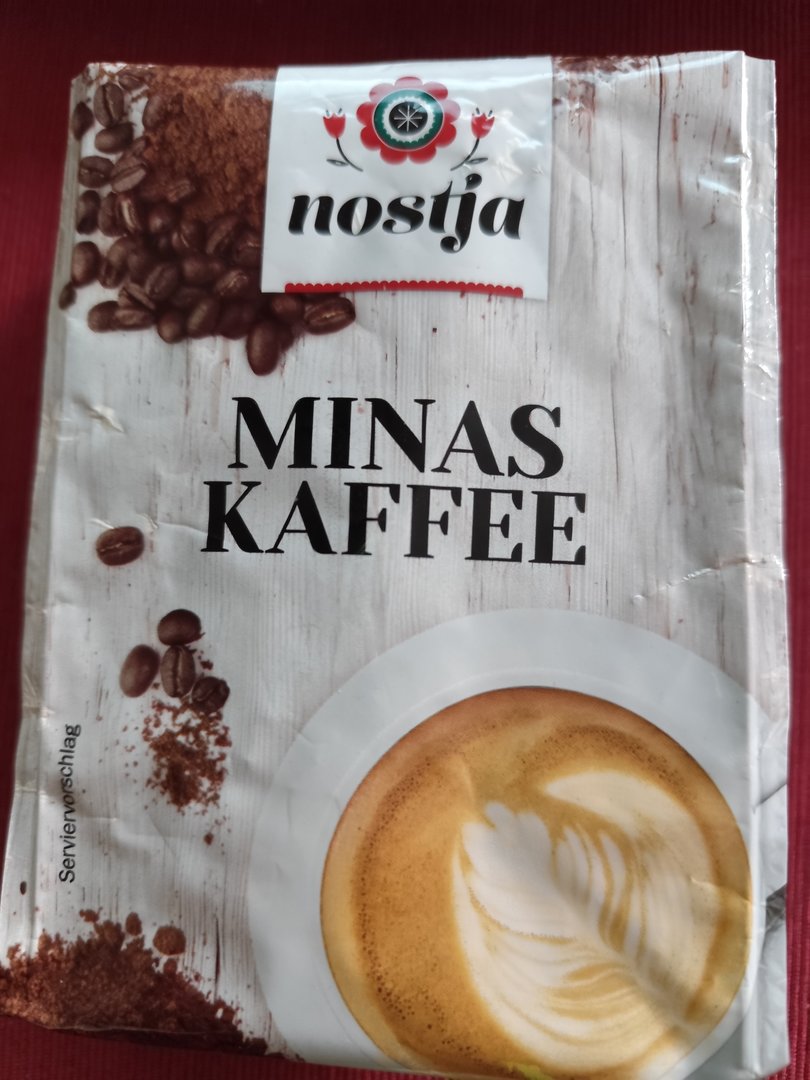 nostja
MINAS
KAFFEE
Serviervorschlag